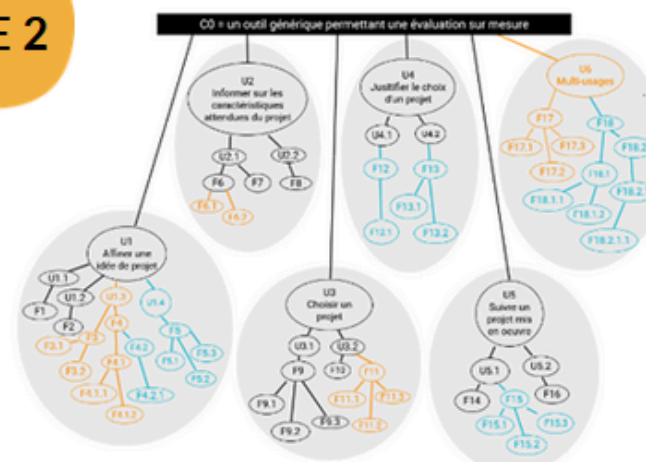 E 2
C0 = un outil générique permettant une évaluation sur mesure
U2
Informer sur les
caractéristiques
attendues du projet
U2.1
U2.2
F6
F7
F8
F6.1
F6.2
U4
Justifier le choix
d'un projet
U4.1
U4.2
F12
F13
F13.1
F12.1
F13.2
U6
Multi-usages
F17
F18
F17.1
F17.3
F18.2
F17.2
F18.1
F18.2.
F18.1.1
F18.1.2
F18.2.1.1
U1
Affiner une
idée de projet
U1.1
U1.2
U1.3
U1.4
F1
F2
F3
F4
F5
F3.1
F4.2
F5.3
F3.2
F4.1
F5.1
F5.2
F4.1.1
F4.2.1
F4.1.2
U3
Choisir un
projet
U3.1
U3.2
F9
F10
F11
F9.1
F11.1
F11.3
F9.2
F9.3
F11.2
U5
Suivre un
projet mis
en oeuvre
U5.1
U5.2
F14
F15
F16
F15.1
F15.3
F15.2